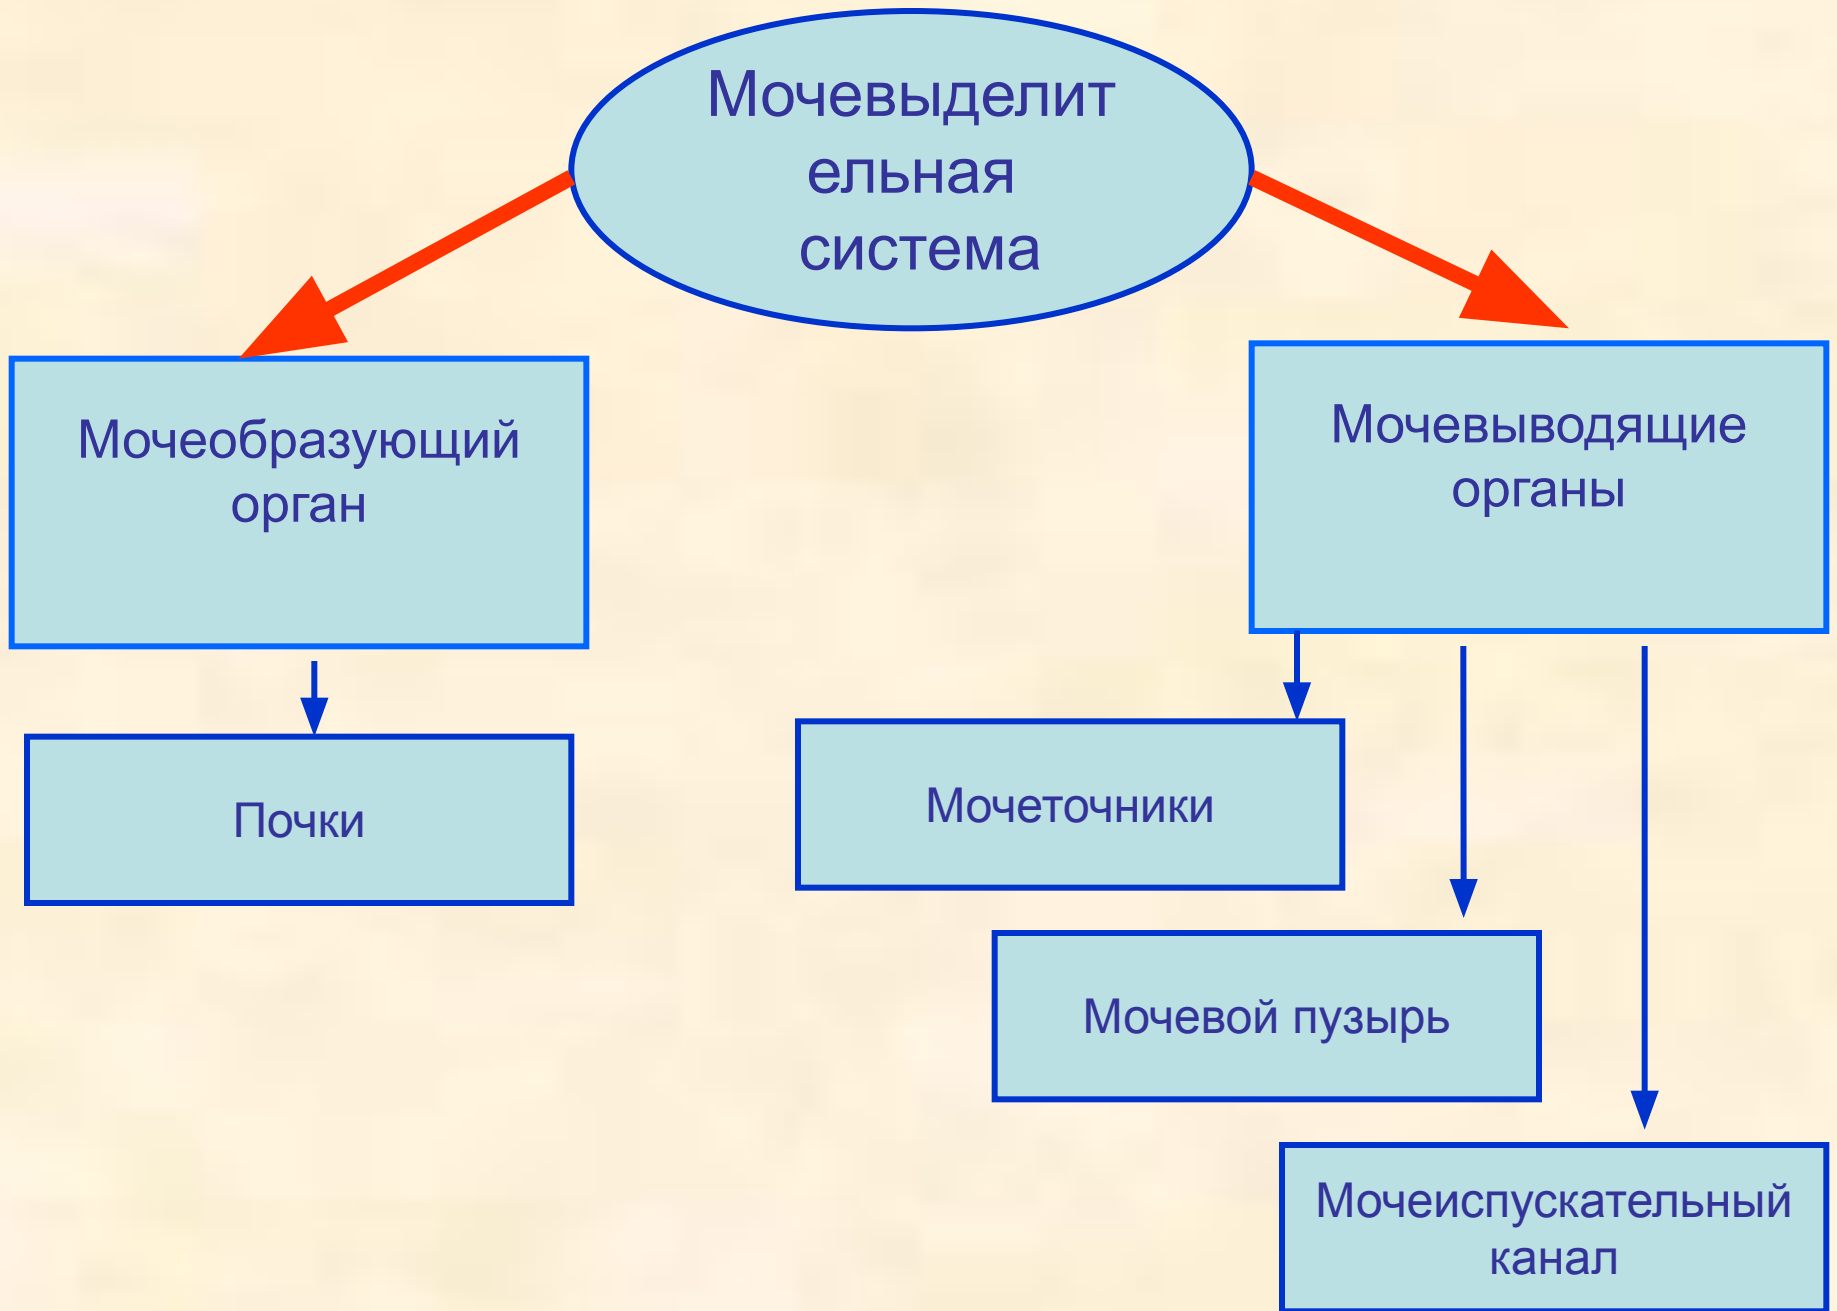 Мочевыделит
ельная
система
Мочеобразующий
орган
Мочевыводящие
органы
Почки
Мочеточники
Мочевой пузырь
Мочеиспускательный
канал